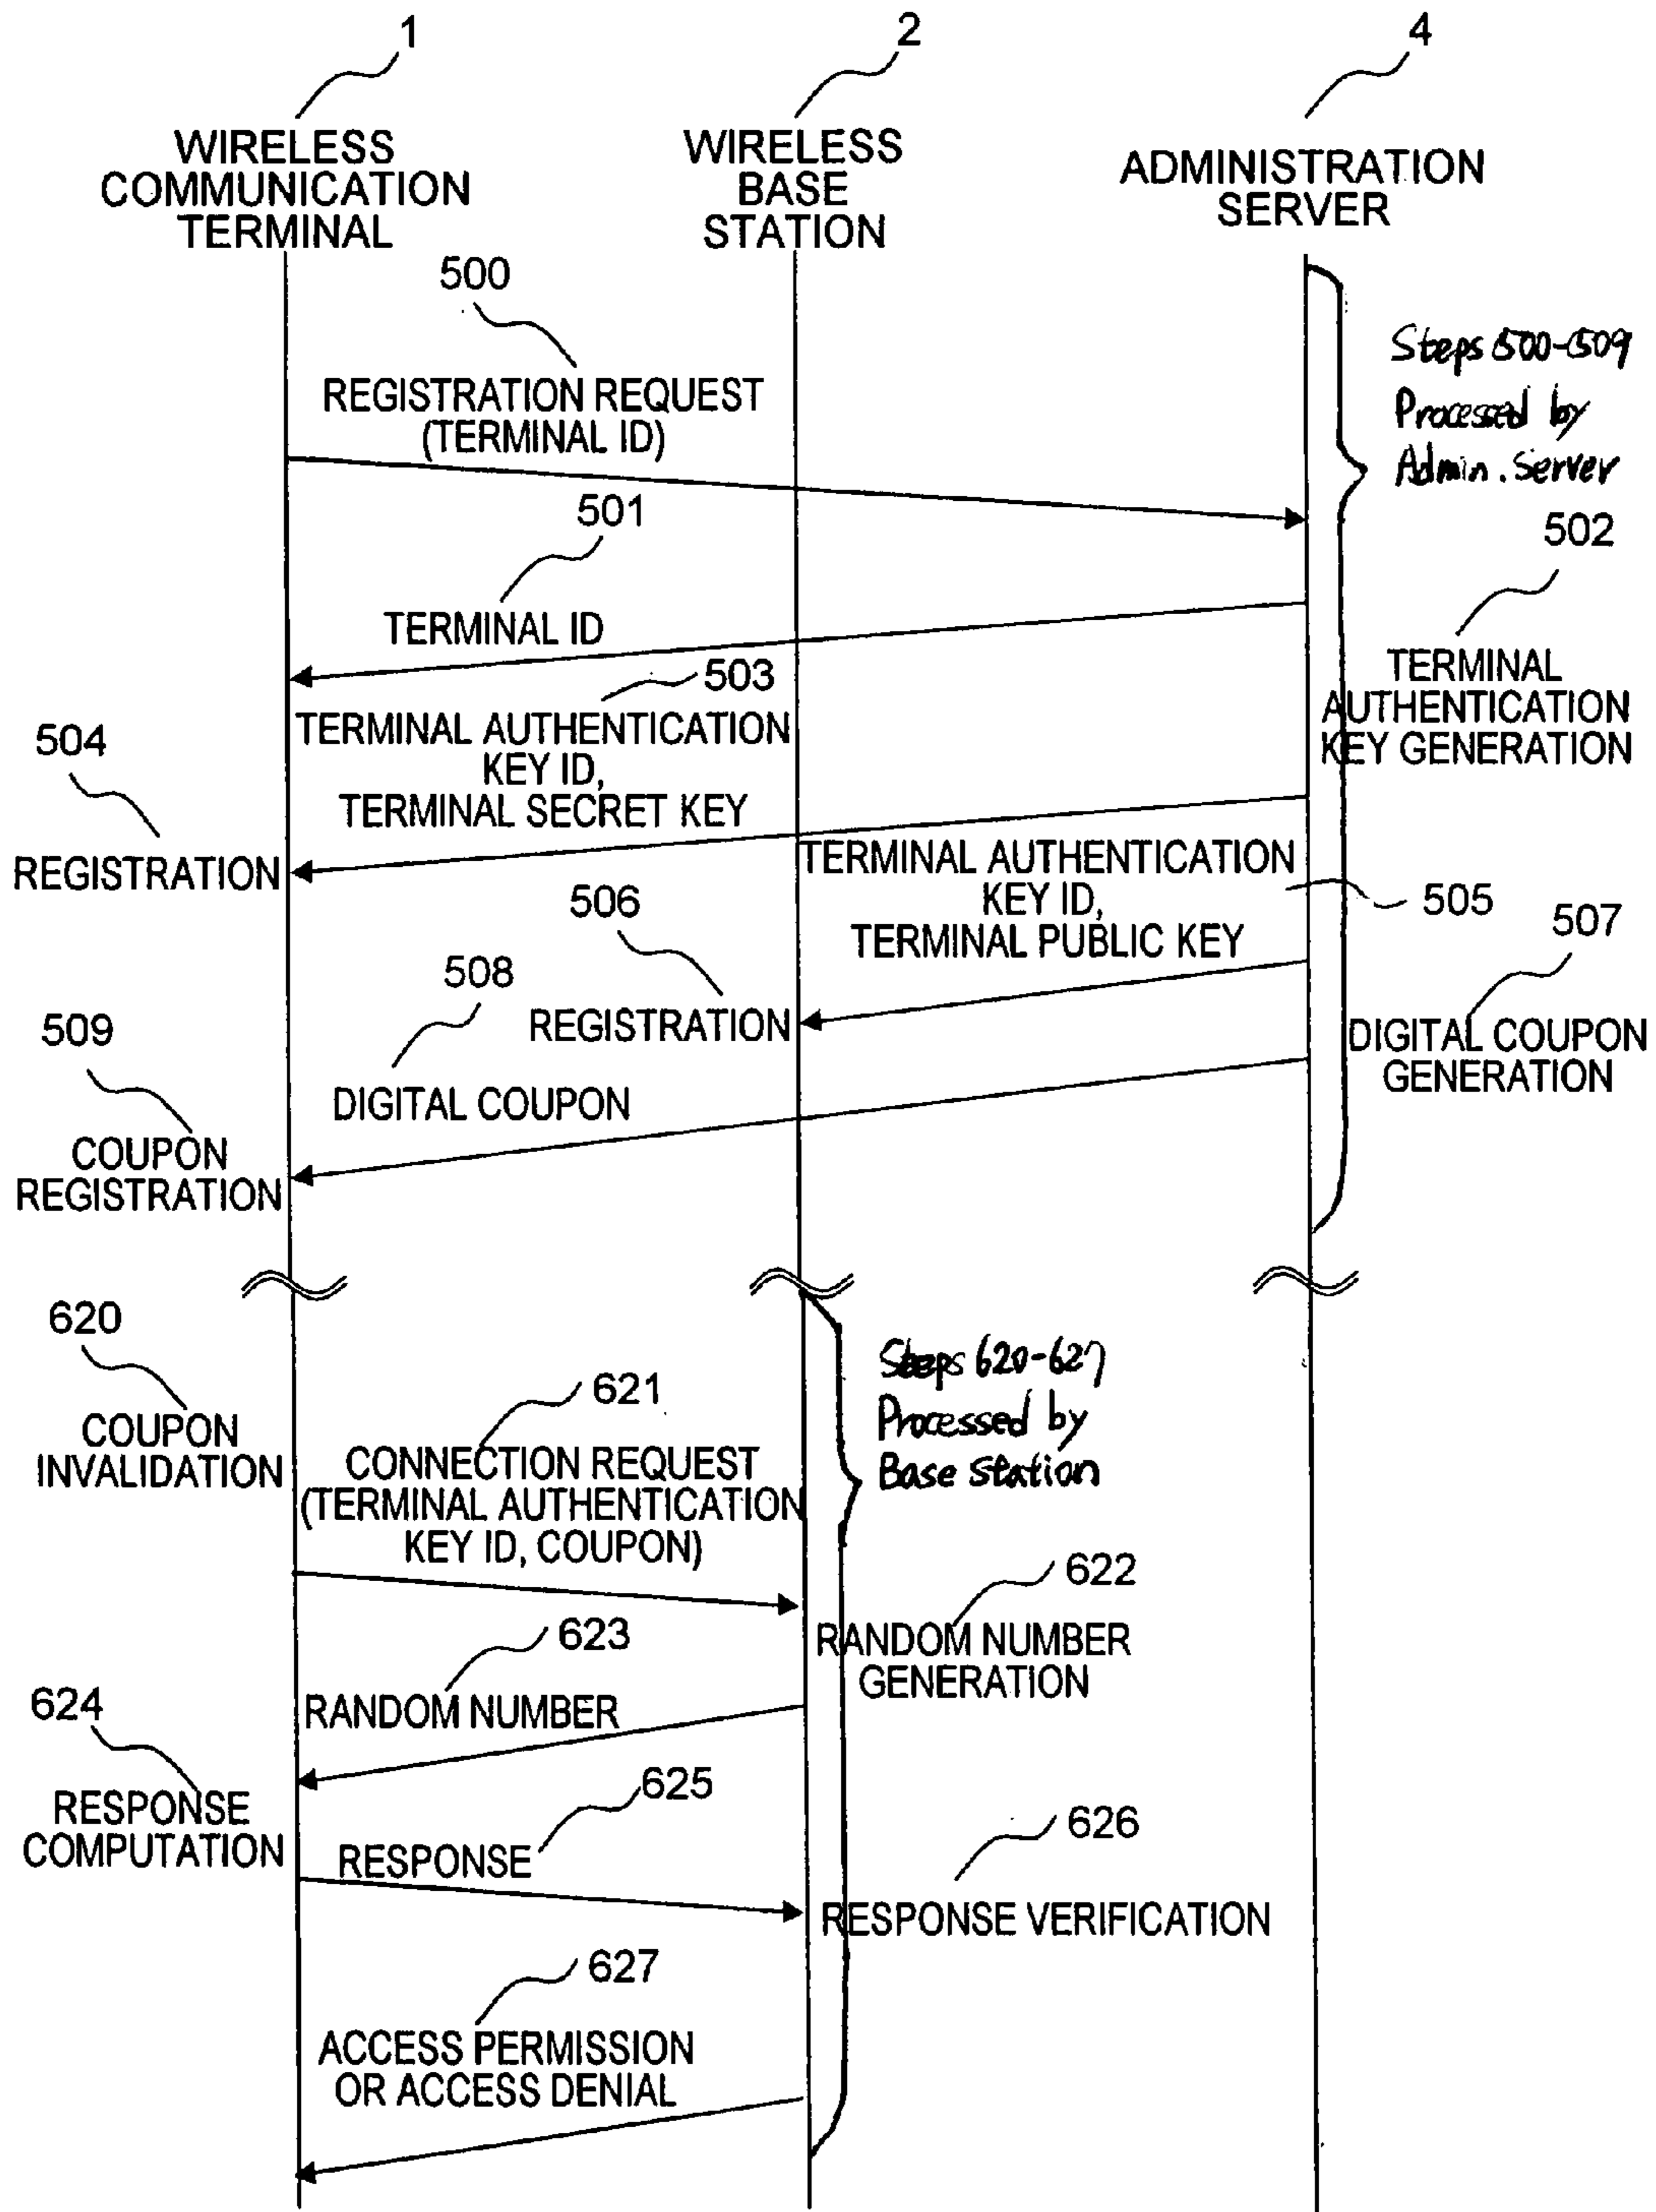 1
2
4
WIRELESS
COMMUNICATION
TERMINAL
WIRELESS
BASE
STATION
ADMINISTRATION
SERVER
500
REGISTRATION REQUEST
(TERMINAL ID)
Steps 500-509
Processed by
Admin. Server
501
TERMINAL ID
502
TERMINAL
AUTHENTICATION
KEY GENERATION
503
TERMINAL AUTHENTICATION
KEY ID,
TERMINAL SECRET KEY
504
REGISTRATION
TERMINAL AUTHENTICATION
KEY ID,
TERMINAL PUBLIC KEY
505
506
REGISTRATION
507
DIGITAL COUPON
GENERATION
508
DIGITAL COUPON
509
COUPON
REGISTRATION
620
COUPON
INVALIDATION
Steps 620-627
Processed by
Base Station
621
CONNECTION REQUEST
(TERMINAL AUTHENTICATION
KEY ID, COUPON)
622
RANDOM NUMBER
GENERATION
623
RANDOM NUMBER
624
RESPONSE
COMPUTATION
625
RESPONSE
626
RESPONSE VERIFICATION
627
ACCESS PERMISSION
OR ACCESS DENIAL